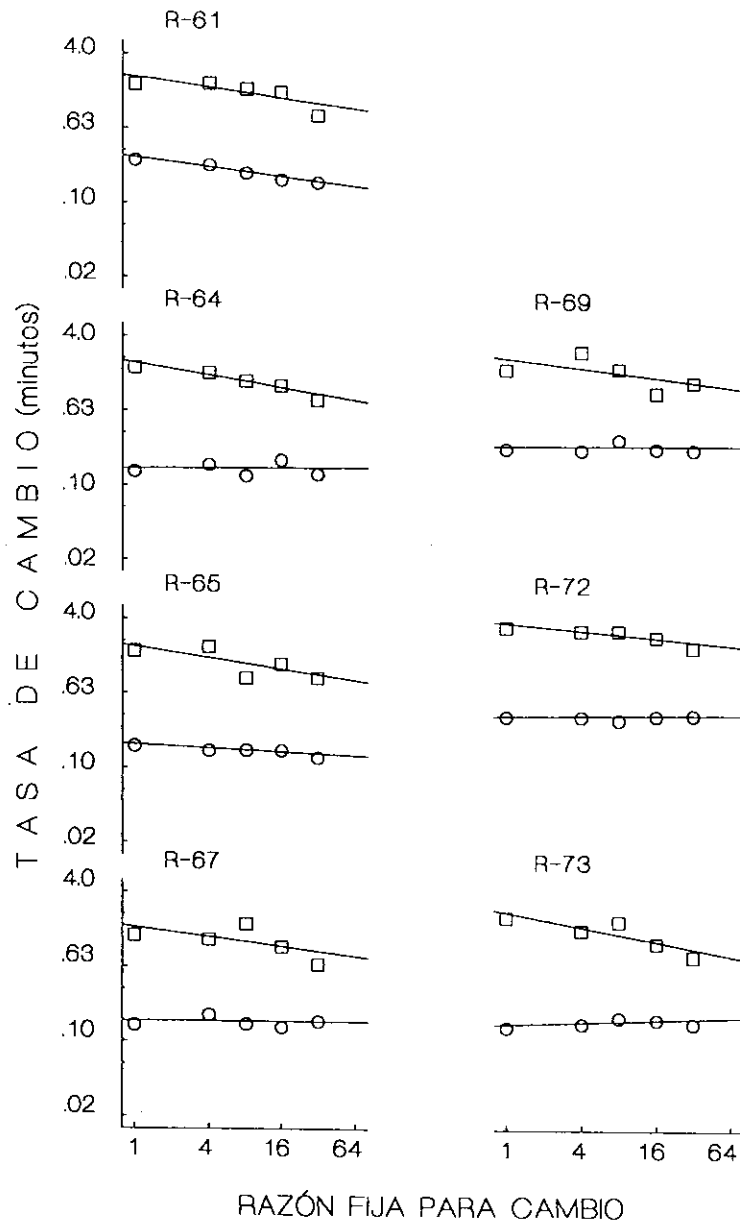 R-61
4.0
.63
.10
.02
R-64
4.0
.63
.10
.02
R-69
R-65
4.0
.63
.10
.02
R-72
R-67
4.0
.63
.10
.02
R-73
1 4 16 64
1 4 16 64
TASA DE CAMBIO (minutos)
RAZÓN FIJA PARA CAMBIO